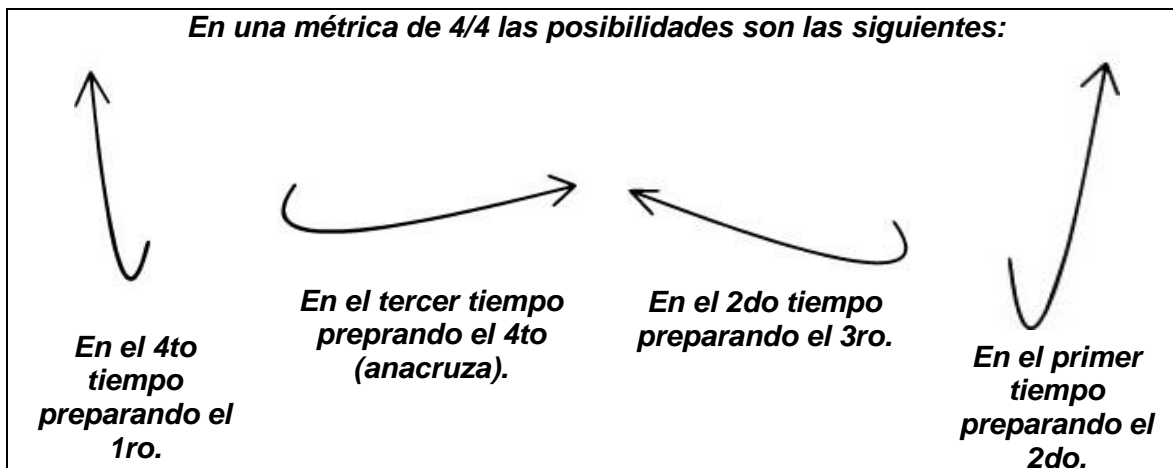 En una métrica de 4/4 las posibilidades son las siguientes:
En el 4to
tiempo
preparando el
1ro.
En el tercer tiempo
preprando el 4to
(anacruza).
En el 2do tiempo
preparando el 3ro.
En el primer
tiempo
preparando el
2do.